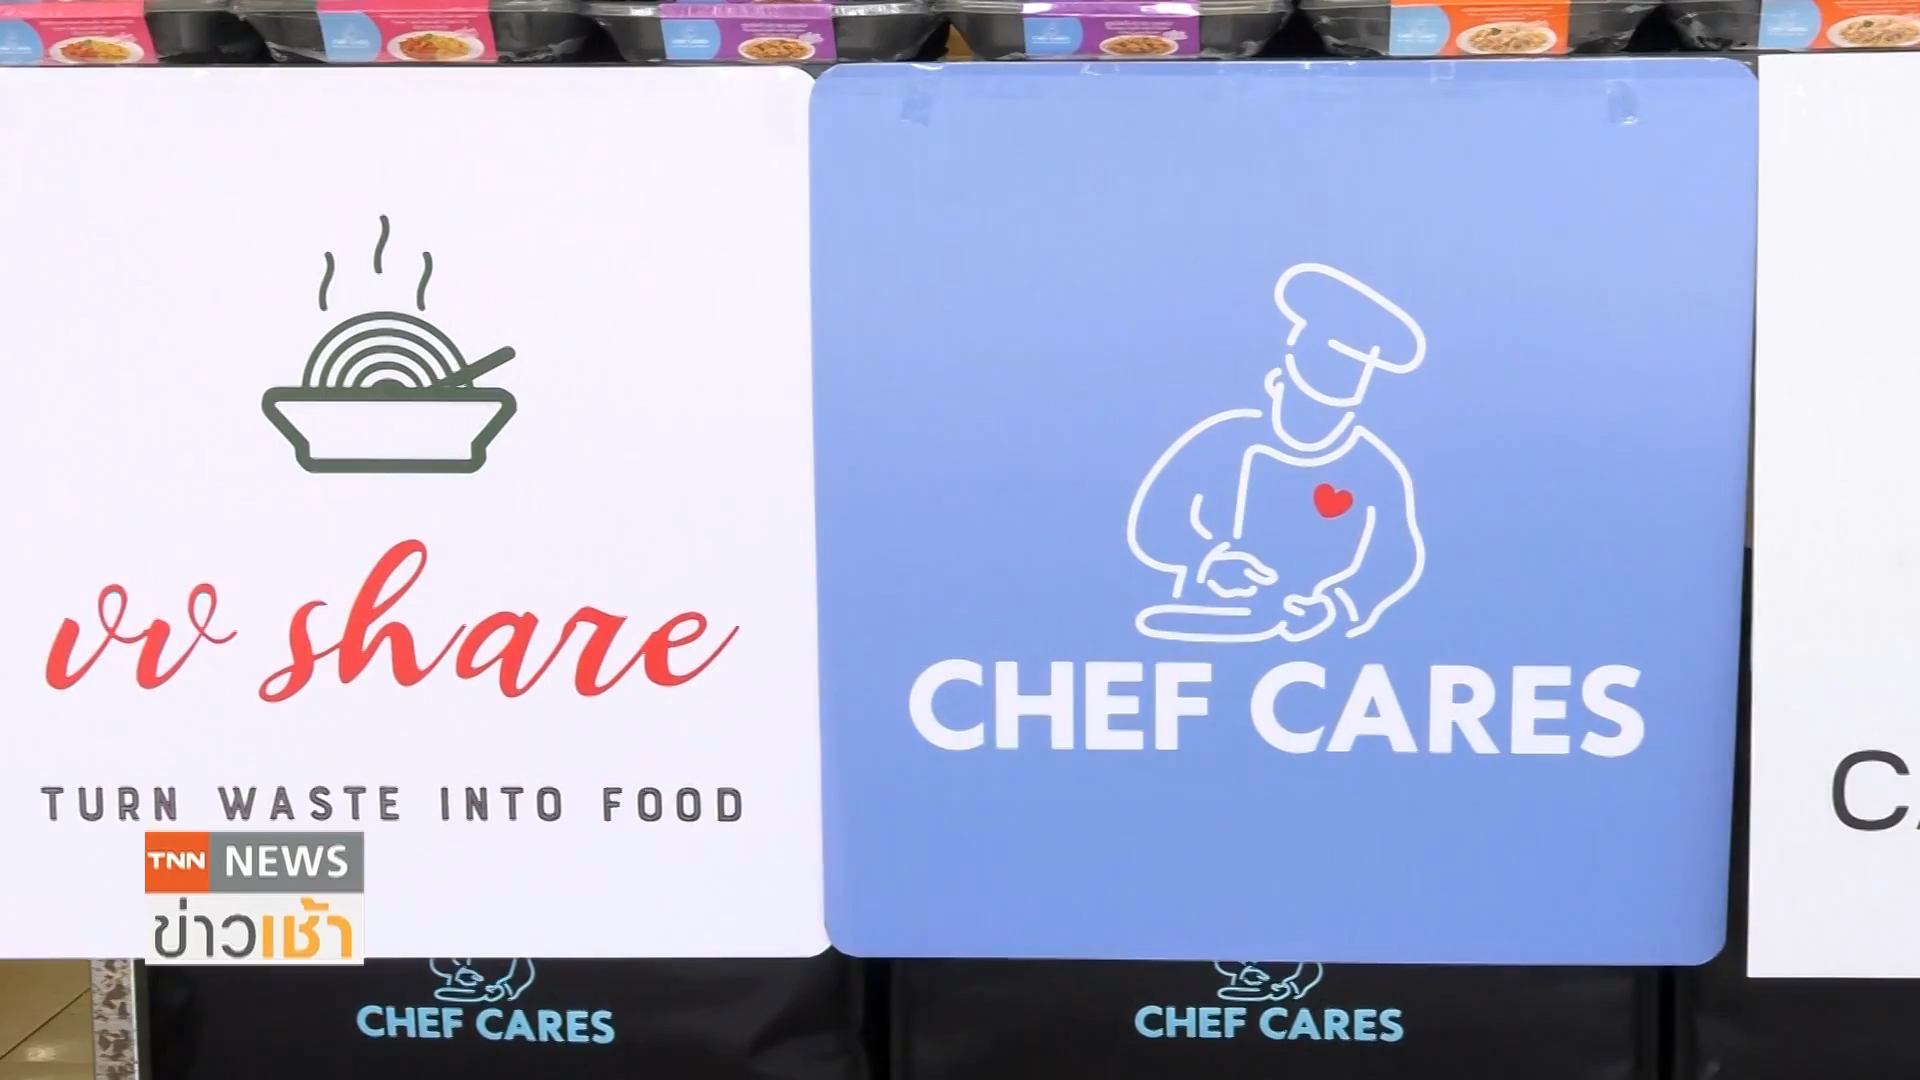 vv share
TURN WASTE INTO FOOD
CHEF CARES
TNN NEWS
ข่าวเช้า
CHEF CARES
CHEF CARES